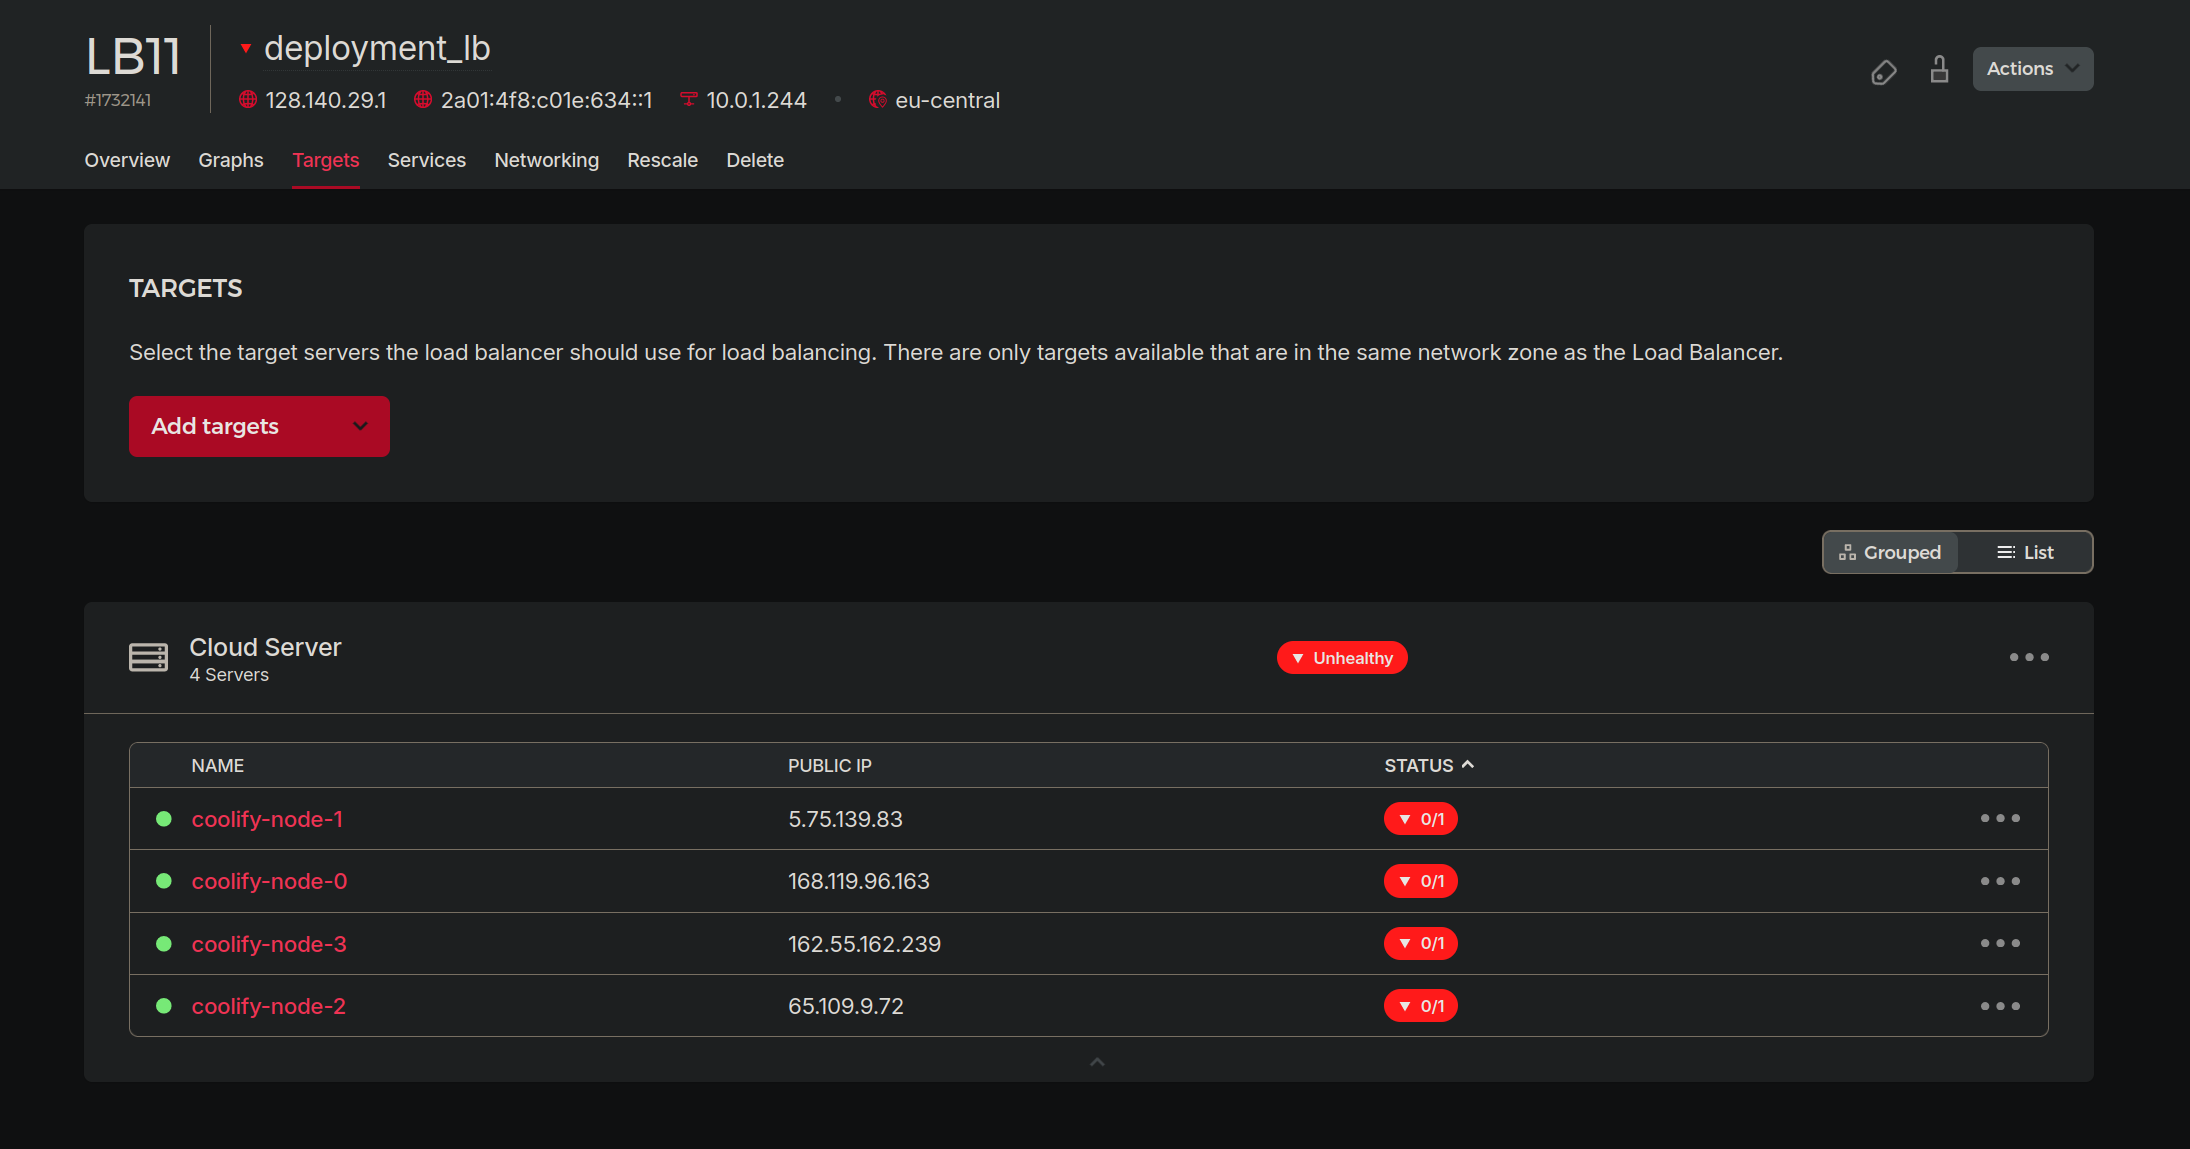 LB11
#1732141
deployment_lb
128.140.29.1 2a01:4f8:c01e:634::1 10.0.1.244 • eu-central
Actions
Overview Graphs Targets Services Networking Rescale Delete
TARGETS
Select the target servers the load balancer should use for load balancing. There are only targets available that are in the same network zone as the Load Balancer.
Add targets
Grouped List
Cloud Server
4 Servers
Unhealthy
NAME PUBLIC IP STATUS
coolify-node-1 5.75.139.83 0/1
coolify-node-0 168.119.96.163 0/1
coolify-node-3 162.55.162.239 0/1
coolify-node-2 65.109.9.72 0/1